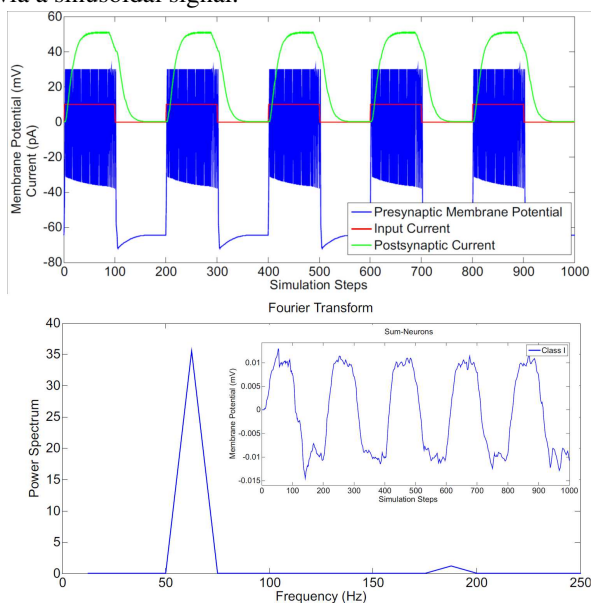 via a sinusoidal signal.
60
40
20
0
-20
-40
-60
-80
Membrane Potential (mV)
Current (pA)
Presynaptic Membrane Potential
Input Current
Postsynaptic Current
0 100 200 300 400 500 600 700 800 900 1000
Simulation Steps
Fourier Transform
40
35
30
25
20
15
10
5
0
Power Spectrum
Sum-Neurons
Class I
0.01
0.005
0
-0.005
-0.01
-0.015
Membrane Potential (mV)
0 100 200 300 400 500 600 700 800 900 1000
Simulation Steps
0 50 100 150 200 250
Frequency (Hz)